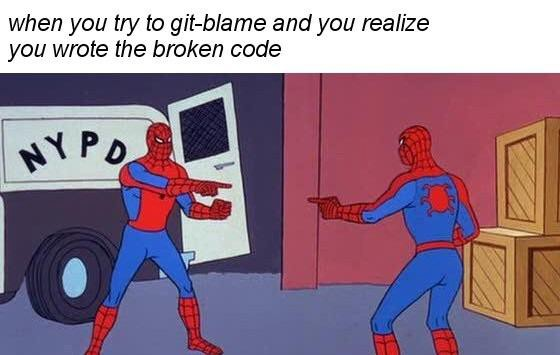 when you try to git-blame and you realize
you wrote the broken code
NYPD